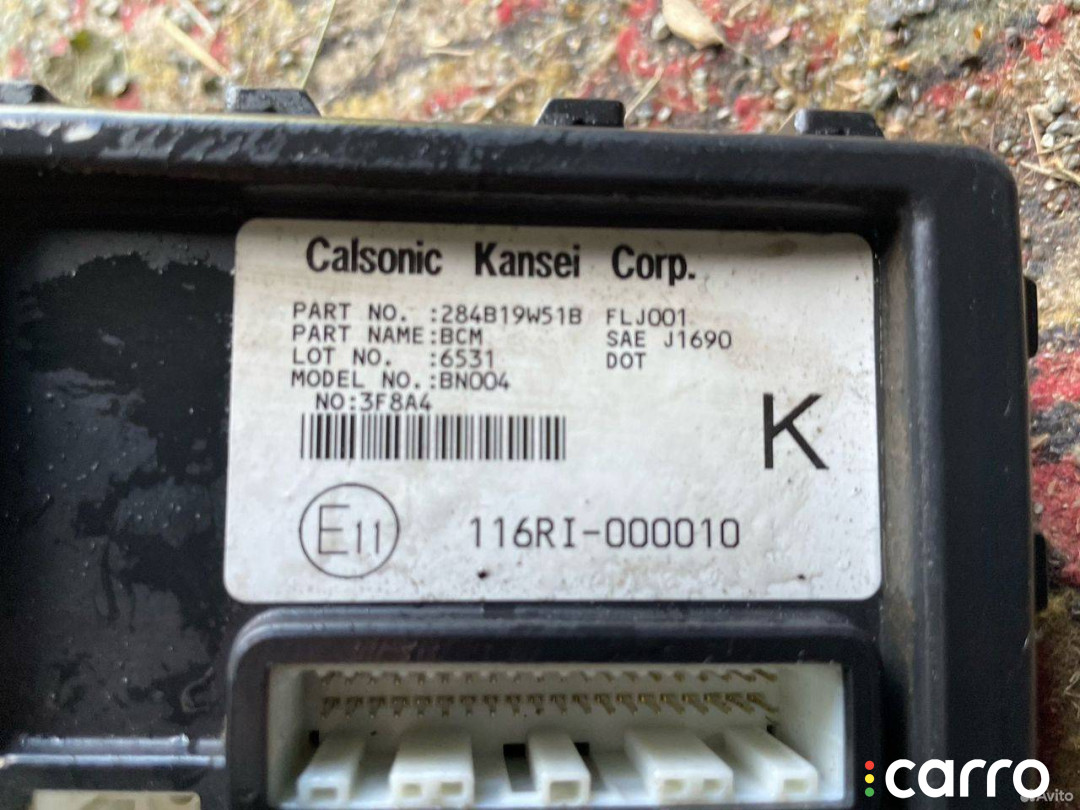 Calsonic Kansei Corp.
PART NO. :284B19W51B FLJ001
PART NAME:BCM SAE J1690
LOT NO. :6531 DOT
MODEL NO.:BN004
NO:3F8A4
K
E11 116RI-000010
carro
Avito